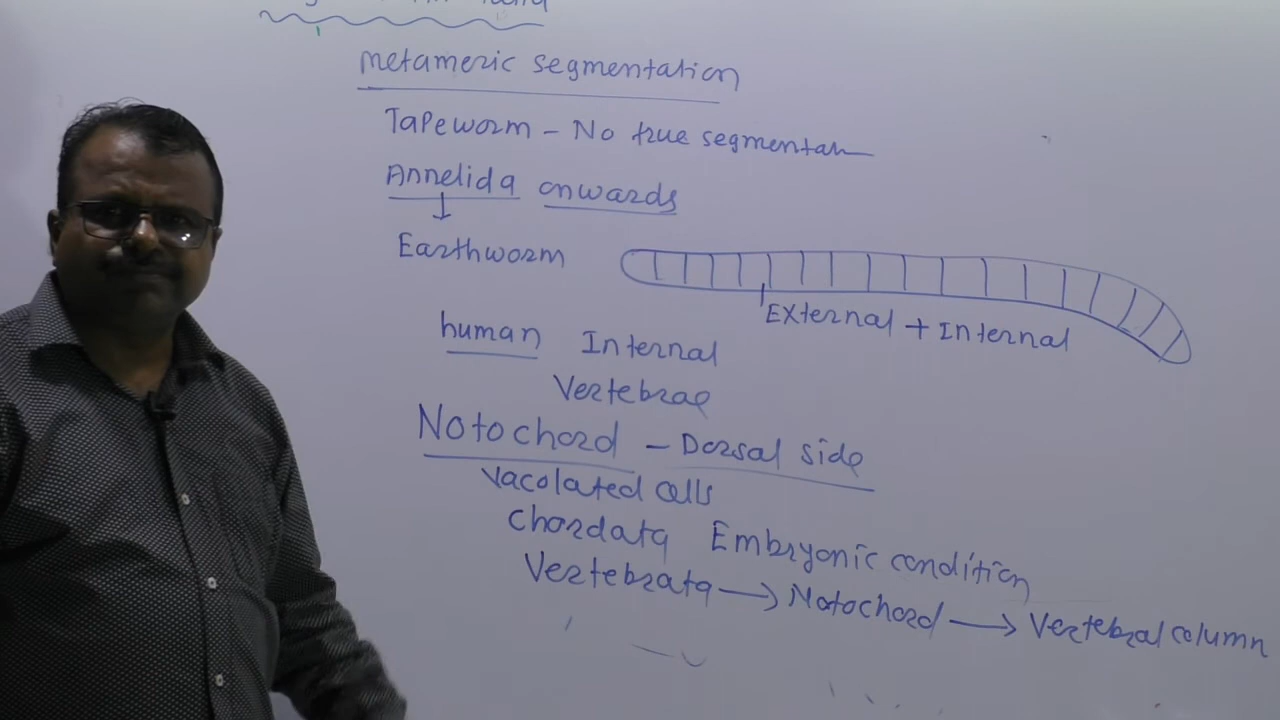 metameric segmentation
Tapeworm - No true segmentan
Annelida onwards
Earthworm
External + Internal
human Internal
Vertebrae
Notochord - Dorsal side
Vacolated cells
Chordata Embryonic condition
Vertebrata → Notochord → Vertebral column